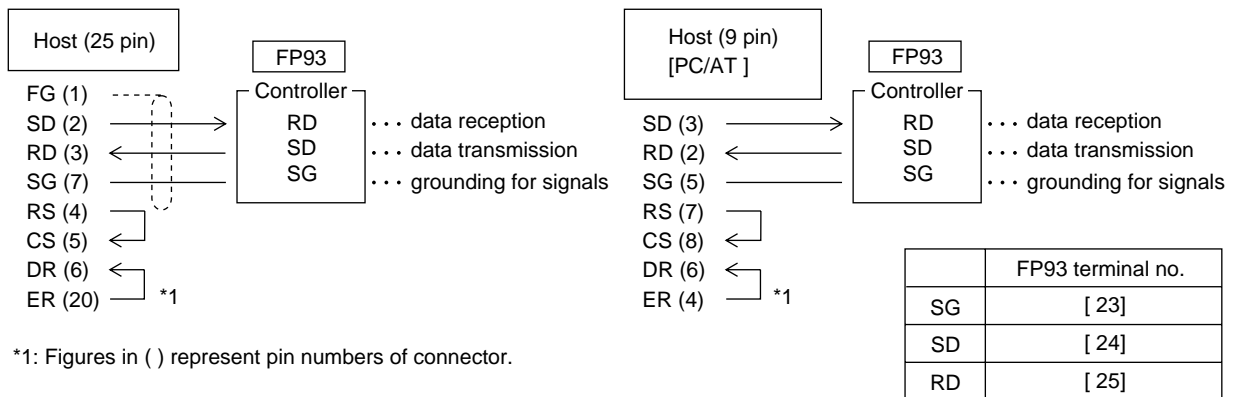 Host (25 pin)
FP93
Controller
FG (1)
SD (2)
RD (3)
SG (7)
RS (4)
CS (5)
DR (6)
ER (20)
*1
RD
SD
SG
· · · data reception
· · · data transmission
· · · grounding for signals
*1: Figures in ( ) represent pin numbers of connector.
Host (9 pin)
[PC/AT ]
FP93
Controller
SD (3)
RD (2)
SG (5)
RS (7)
CS (8)
DR (6)
ER (4)
*1
RD
SD
SG
· · · data reception
· · · data transmission
· · · grounding for signals
FP93 terminal no.
SG [ 23]
SD [ 24]
RD [ 25]